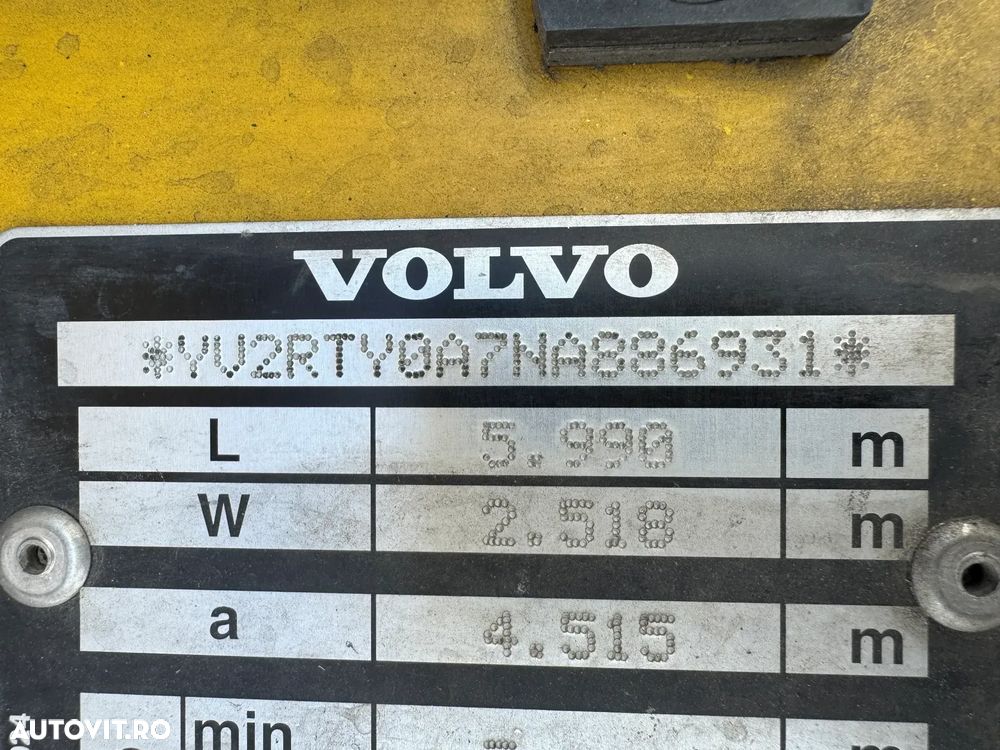 VOLVO
*YV2RTY0A7NA886931*
L 5.990 m
W 2.518 m
a 4.515 m
min
AUTOVIT.RO